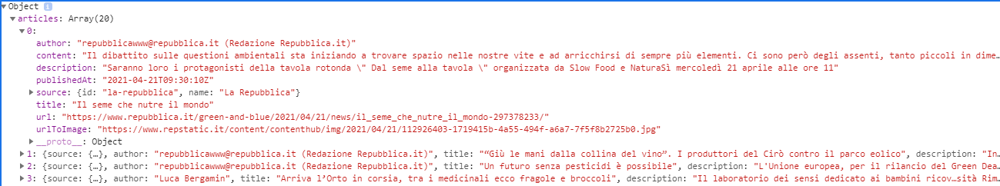 Object i
articles: Array(20)
0:
author: "repubblicawww@repubblica.it (Redazione Repubblica.it)"
content: "Il dibattito sulle questioni ambientali sta iniziando a trovare spazio nelle nostre vite e ad arricchirsi di sempre più elementi. Ci sono però degli assenti, tanto piccoli in dime…
description: "Saranno loro i protagonisti della tavola rotonda \" Dal seme alla tavola \" organizzata da Slow Food e NaturaSì mercoledì 21 aprile alle ore 11"
publishedAt: "2021-04-21T09:30:10Z"
source: {id: "la-repubblica", name: "La Repubblica"}
title: "Il seme che nutre il mondo"
url: "https://www.repubblica.it/green-and-blue/2021/04/21/news/il_seme_che_nutre_il_mondo-297378233/"
urlToImage: "https://www.repstatic.it/content/contenthub/img/2021/04/21/112926403-1719415b-4a55-494f-a6a7-7f5f8b2725b0.jpg"
__proto__: Object
1: {source: {…}, author: "repubblicawww@repubblica.it (Redazione Repubblica.it)", title: "“Giù le mani dalla collina del vino”. I produttori del Cirò contro il parco eolico", description: "In…
2: {source: {…}, author: "repubblicawww@repubblica.it (Redazione Repubblica.it)", title: "Un futuro senza pesticidi è possibile", description: "L'Unione europea, per il rilancio del Green Dea…
3: {source: {…}, author: "Luca Bergamin", title: "Arriva l’Orto in corsia, tra i medicinali ecco fragole e broccoli", description: "Il laboratorio dei sensi dedicato ai bambini ricov…sità Rim…